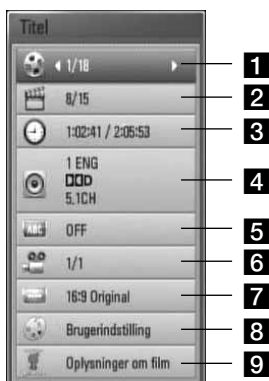 Titel
1/18 1
8/15 2
1:02:41 / 2:05:53 3
1 ENG
DD D
5.1CH 4
ABC OFF 5
1/1 6
16:9 Original 7
Brugerindstilling 8
Oplysninger om film 9